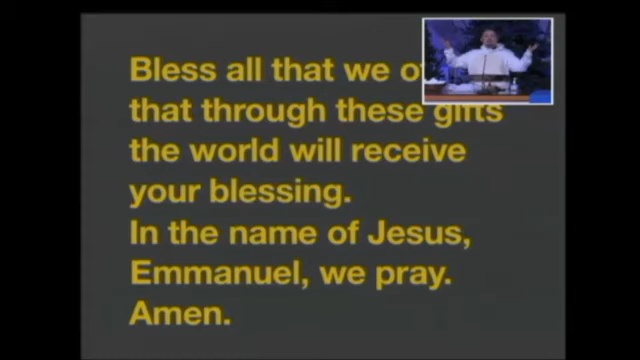 Bless all that we
that through these gifts
the world will receive
your blessing.
In the name of Jesus,
Emmanuel, we pray.
Amen.